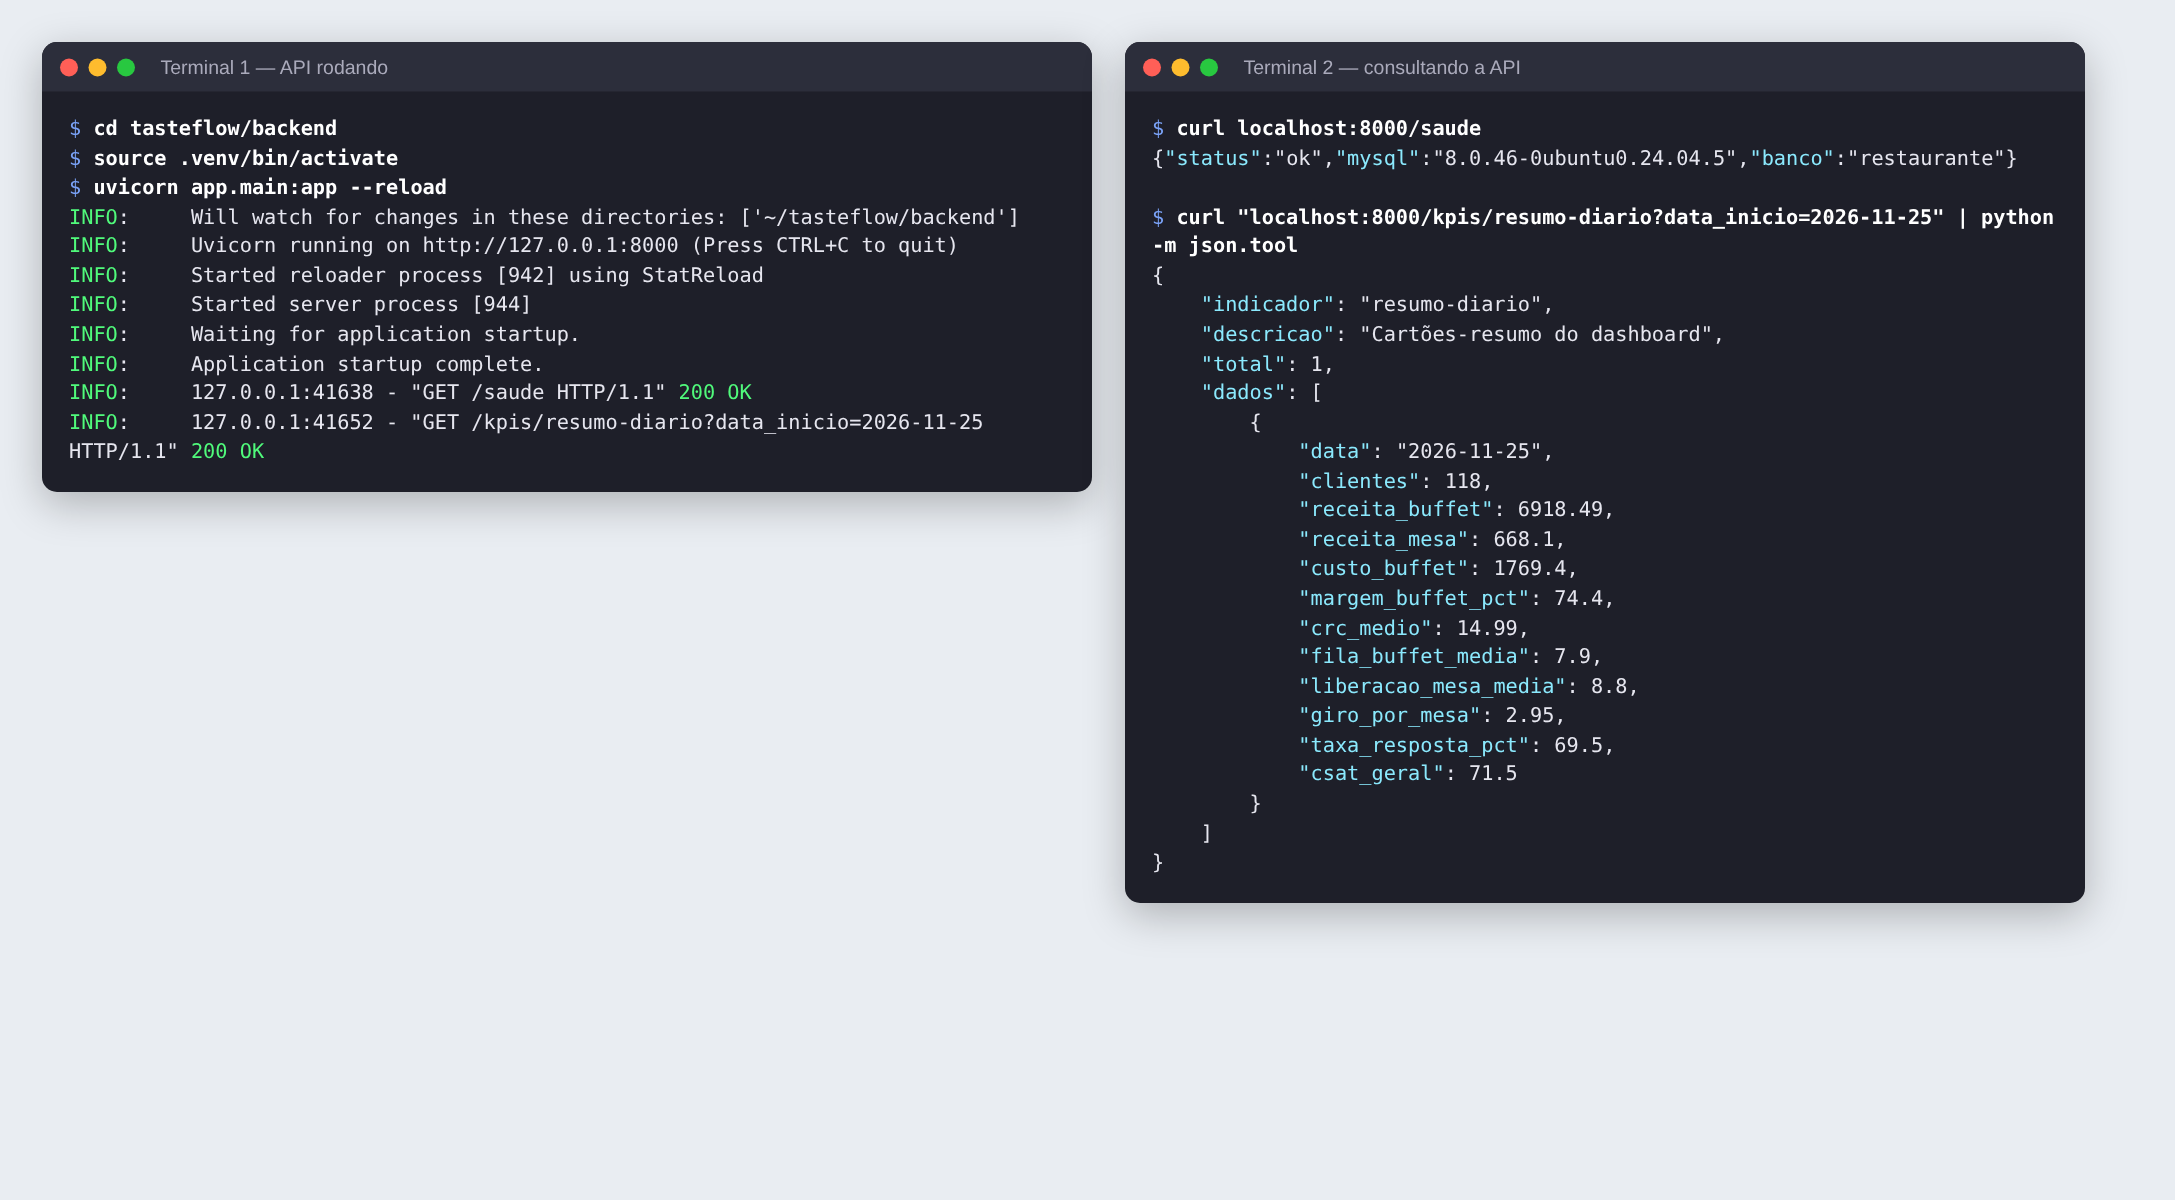 Terminal 1 — API rodando
$ cd tasteflow/backend
$ source .venv/bin/activate
$ uvicorn app.main:app --reload
INFO:     Will watch for changes in these directories: ['~/tasteflow/backend']
INFO:     Uvicorn running on http://127.0.0.1:8000 (Press CTRL+C to quit)
INFO:     Started reloader process [942] using StatReload
INFO:     Started server process [944]
INFO:     Waiting for application startup.
INFO:     Application startup complete.
INFO:     127.0.0.1:41638 - "GET /saude HTTP/1.1" 200 OK
INFO:     127.0.0.1:41652 - "GET /kpis/resumo-diario?data_inicio=2026-11-25
HTTP/1.1" 200 OK
Terminal 2 — consultando a API
$ curl localhost:8000/saude
{"status":"ok","mysql":"8.0.46-0ubuntu0.24.04.5","banco":"restaurante"}
$ curl "localhost:8000/kpis/resumo-diario?data_inicio=2026-11-25" | python
-m json.tool
{
    "indicador": "resumo-diario",
    "descricao": "Cartões-resumo do dashboard",
    "total": 1,
    "dados": [
        {
            "data": "2026-11-25",
            "clientes": 118,
            "receita_buffet": 6918.49,
            "receita_mesa": 668.1,
            "custo_buffet": 1769.4,
            "margem_buffet_pct": 74.4,
            "crc_medio": 14.99,
            "fila_buffet_media": 7.9,
            "liberacao_mesa_media": 8.8,
            "giro_por_mesa": 2.95,
            "taxa_resposta_pct": 69.5,
            "csat_geral": 71.5
        }
    ]
}